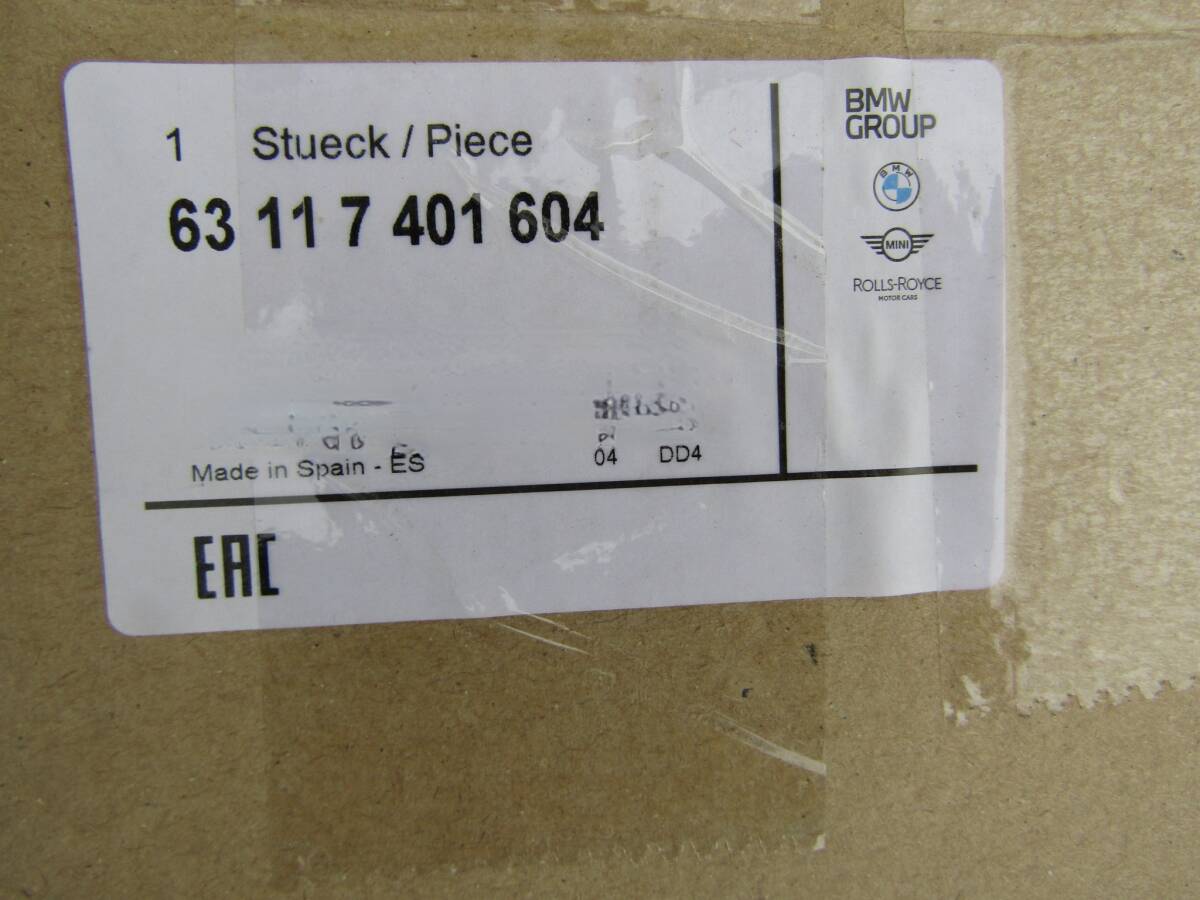 1 Stueck / Piece
63 11 7 401 604
Made in Spain - ES
04 DD4
EAC
BMW
GROUP
BMW
MINI
ROLLS-ROYCE
MOTOR CARS